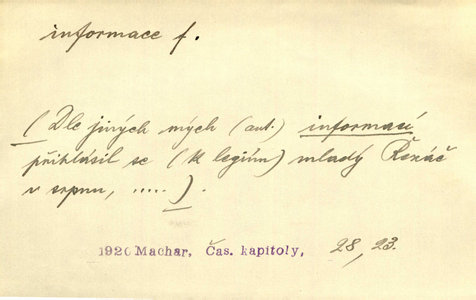 informace f.
( Dle jiných mých (aut.) informací
přihlásil se (k legiím) mladý Řezáč
v srpnu, ..... ).
1920 Machar, Čas. kapitoly, 28, 23.